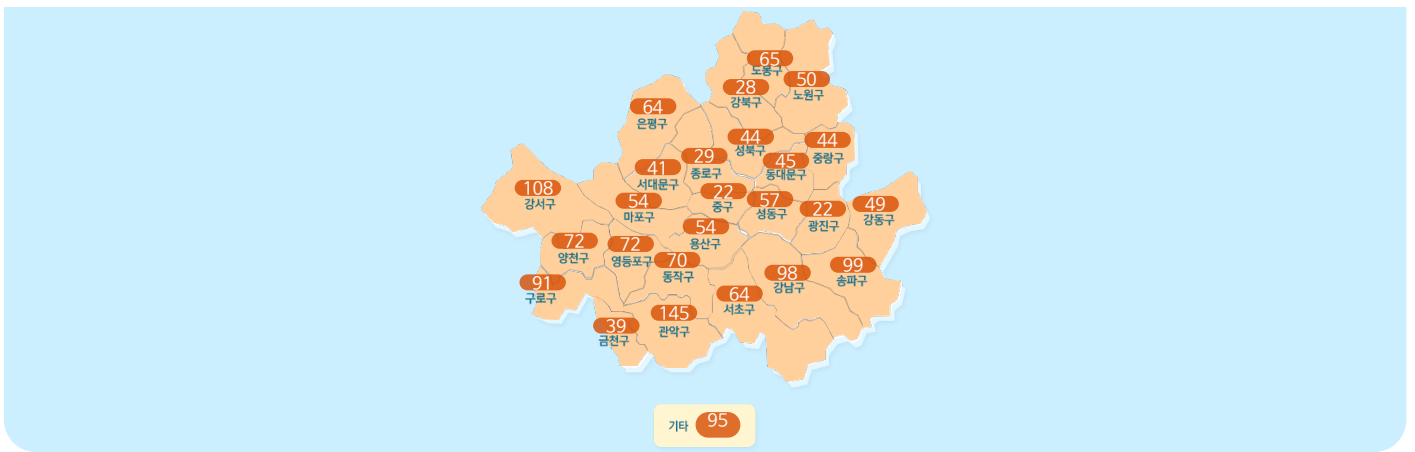 65
도봉구
50
노원구
28
강북구
64
은평구
44
성북구
44
중랑구
29
종로구
45
동대문구
41
서대문구
108
강서구
54
마포구
22
중구
57
성동구
22
광진구
49
강동구
54
용산구
72
양천구
72
영등포구
70
동작구
99
송파구
98
강남구
91
구로구
64
서초구
145
관악구
39
금천구
기타 95